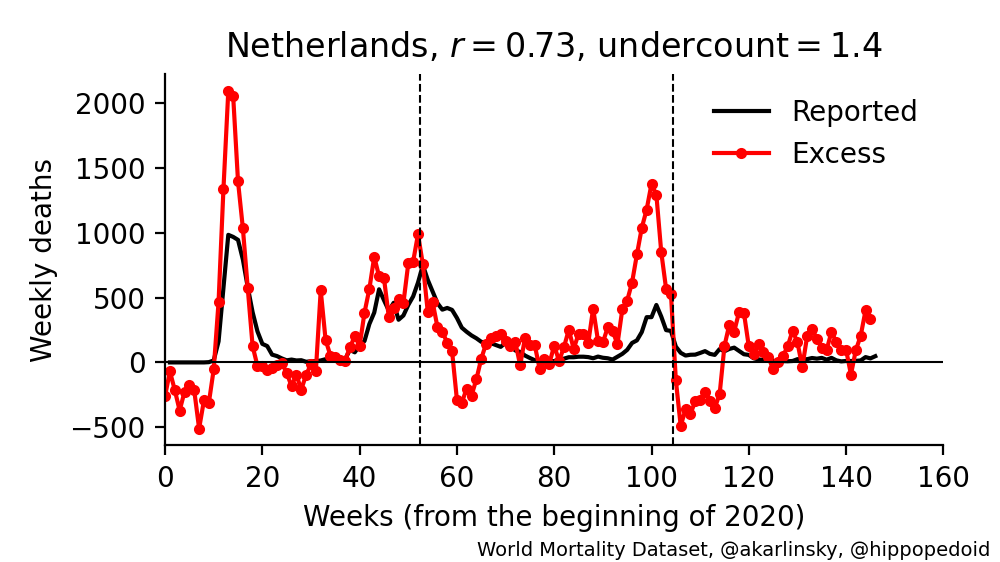 Netherlands, r = 0.73, undercount = 1.4
2000
1500
1000
500
0
−500
Weekly deaths
Reported
Excess
0 20 40 60 80 100 120 140 160
Weeks (from the beginning of 2020)
World Mortality Dataset, @akarlinsky, @hippopedoid